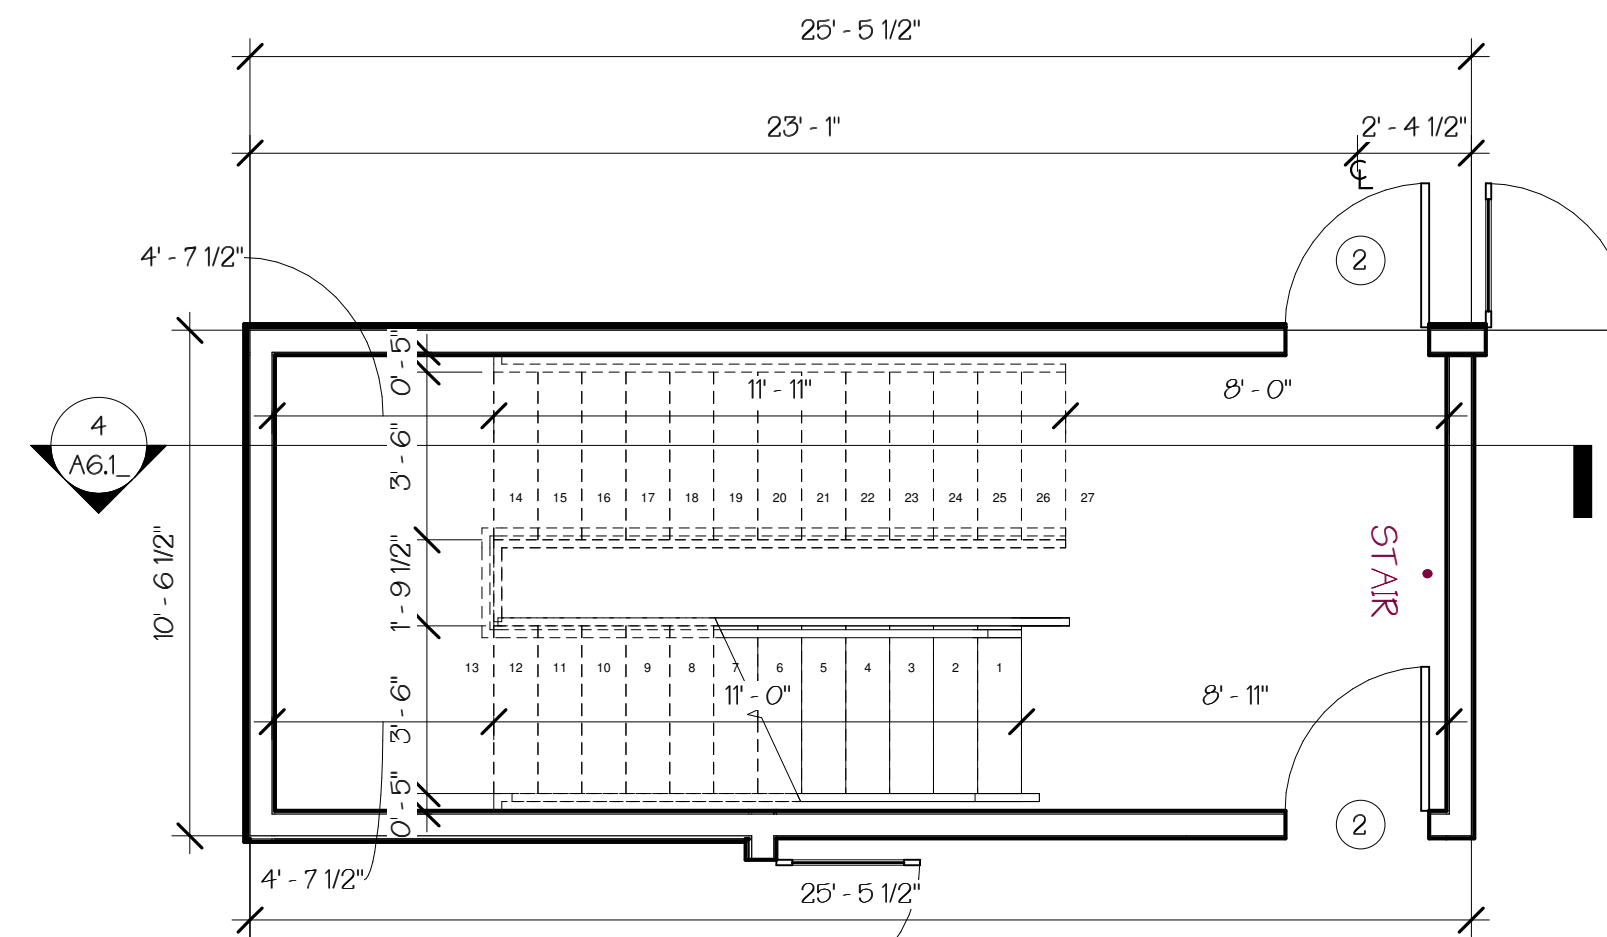 25' - 5 1/2"
23' - 1"
2' - 4 1/2"
CL
4' - 7 1/2"
2
0' - 5"
11' - 11"
8' - 0"
4
A6.1_
3' - 6"
14 15 16 17 18 19 20 21 22 23 24 25 26 27
10' - 6 1/2"
1' - 9 1/2"
STAIR
13 12 11 10 9 8 7 6 5 4 3 2 1
3' - 6"
11' - 0"
8' - 11"
0' - 5"
2
4' - 7 1/2"
25' - 5 1/2"